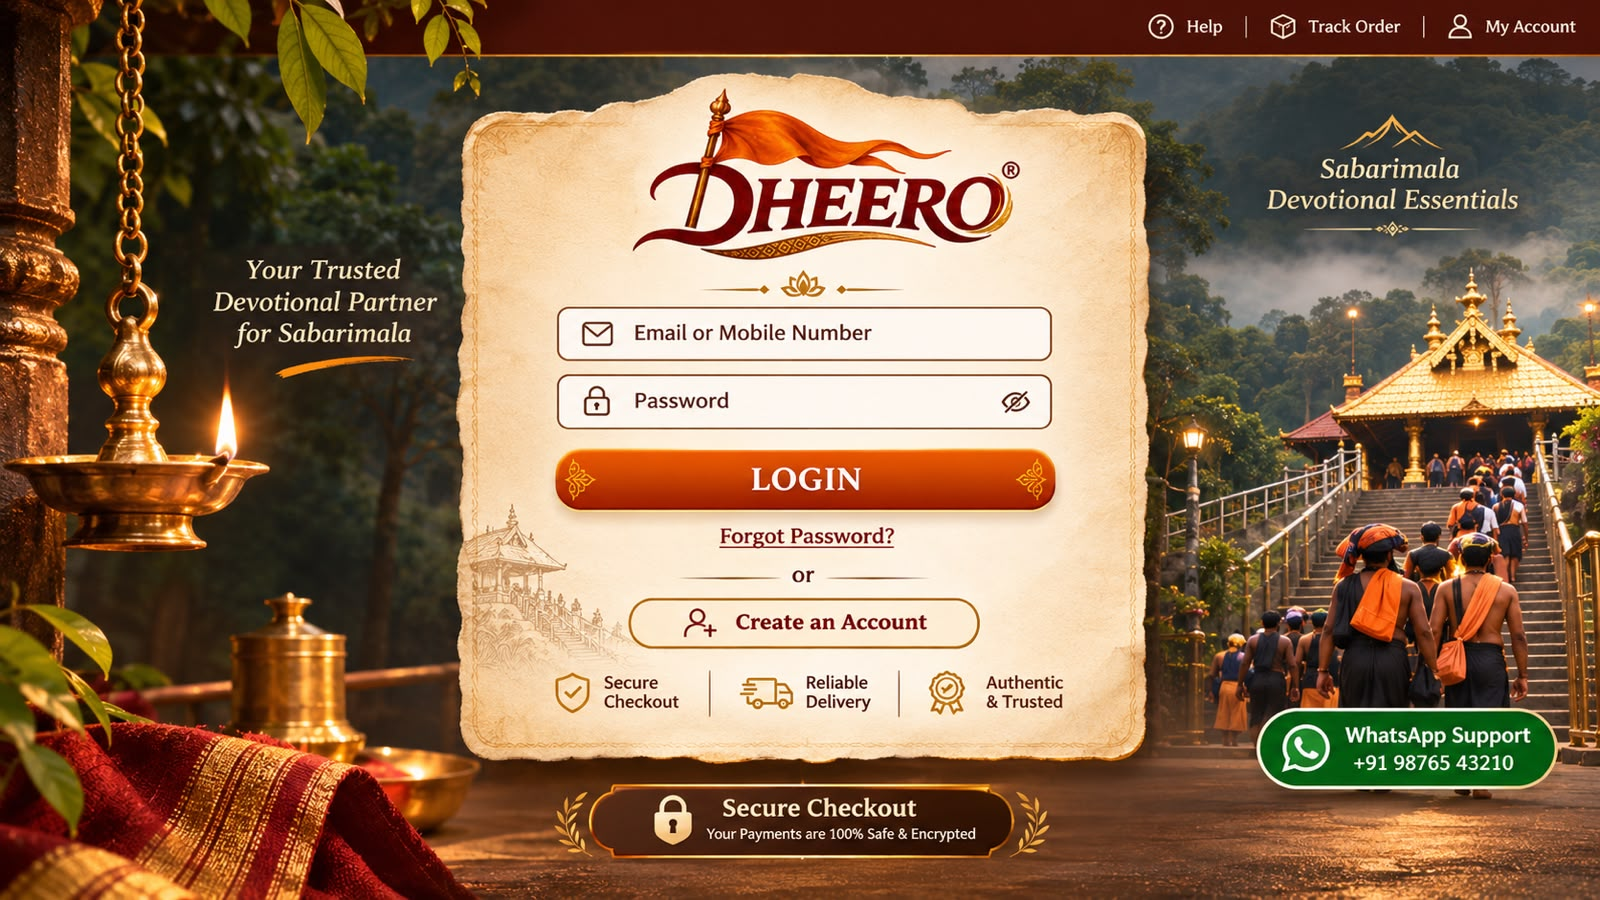 Help
Track Order
My Account
DHEERO®
Sabarimala
Devotional Essentials
Your Trusted
Devotional Partner
for Sabarimala
Email or Mobile Number
Password
LOGIN
Forgot Password?
or
Create an Account
Secure
Checkout
Reliable
Delivery
Authentic
& Trusted
WhatsApp Support
+91 98765 43210
Secure Checkout
Your Payments are 100% Safe & Encrypted